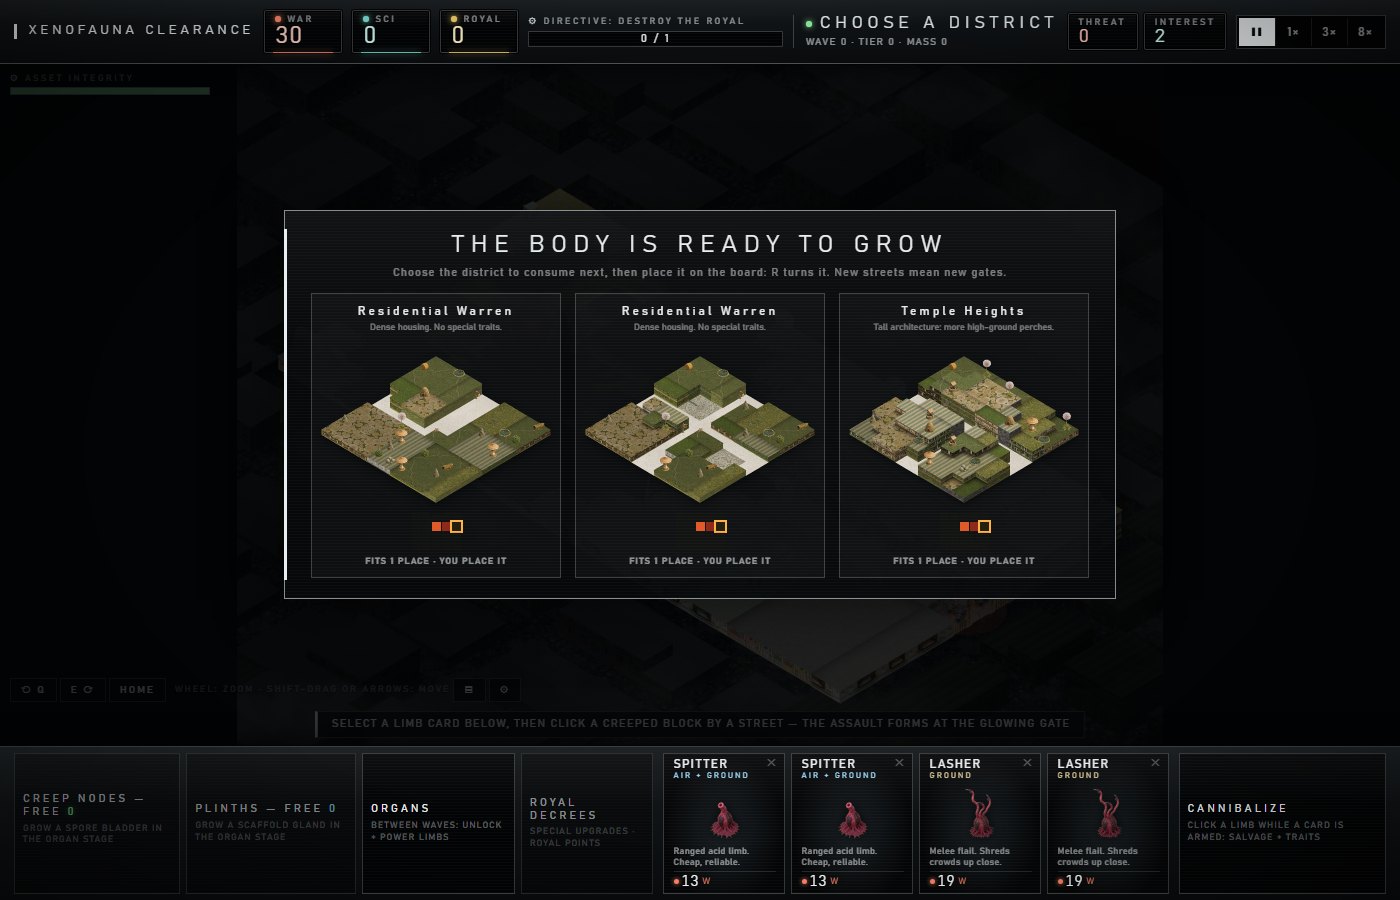 XENOFAUNA CLEARANCE
WAR
30
SCI
0
ROYAL
0
DIRECTIVE: DESTROY THE ROYAL
0 / 1
CHOOSE A DISTRICT
WAVE 0 · TIER 0 · MASS 0
THREAT
0
INTEREST
2
1×
3×
8×
ASSET INTEGRITY
THE BODY IS READY TO GROW
Choose the district to consume next, then place it on the board: R turns it. New streets mean new gates.
Residential Warren
Dense housing. No special traits.
FITS 1 PLACE · YOU PLACE IT
Residential Warren
Dense housing. No special traits.
FITS 1 PLACE · YOU PLACE IT
Temple Heights
Tall architecture: more high-ground perches.
FITS 1 PLACE · YOU PLACE IT
Q
E
HOME
WHEEL: ZOOM · SHIFT-DRAG OR ARROWS: MOVE
SELECT A LIMB CARD BELOW, THEN CLICK A CREEPED BLOCK BY A STREET — THE ASSAULT FORMS AT THE GLOWING GATE
CREEP NODES —
FREE 0
GROW A SPORE BLADDER IN
THE ORGAN STAGE
PLINTHS — FREE 0
GROW A SCAFFOLD GLAND IN
THE ORGAN STAGE
ORGANS
BETWEEN WAVES: UNLOCK
+ POWER LIMBS
ROYAL
DECREES
SPECIAL UPGRADES ·
ROYAL POINTS
SPITTER
AIR + GROUND
Ranged acid limb.
Cheap, reliable.
13 W
SPITTER
AIR + GROUND
Ranged acid limb.
Cheap, reliable.
13 W
LASHER
GROUND
Melee flail. Shreds
crowds up close.
19 W
LASHER
GROUND
Melee flail. Shreds
crowds up close.
19 W
CANNIBALIZE
CLICK A LIMB WHILE A CARD IS
ARMED: SALVAGE + TRAITS